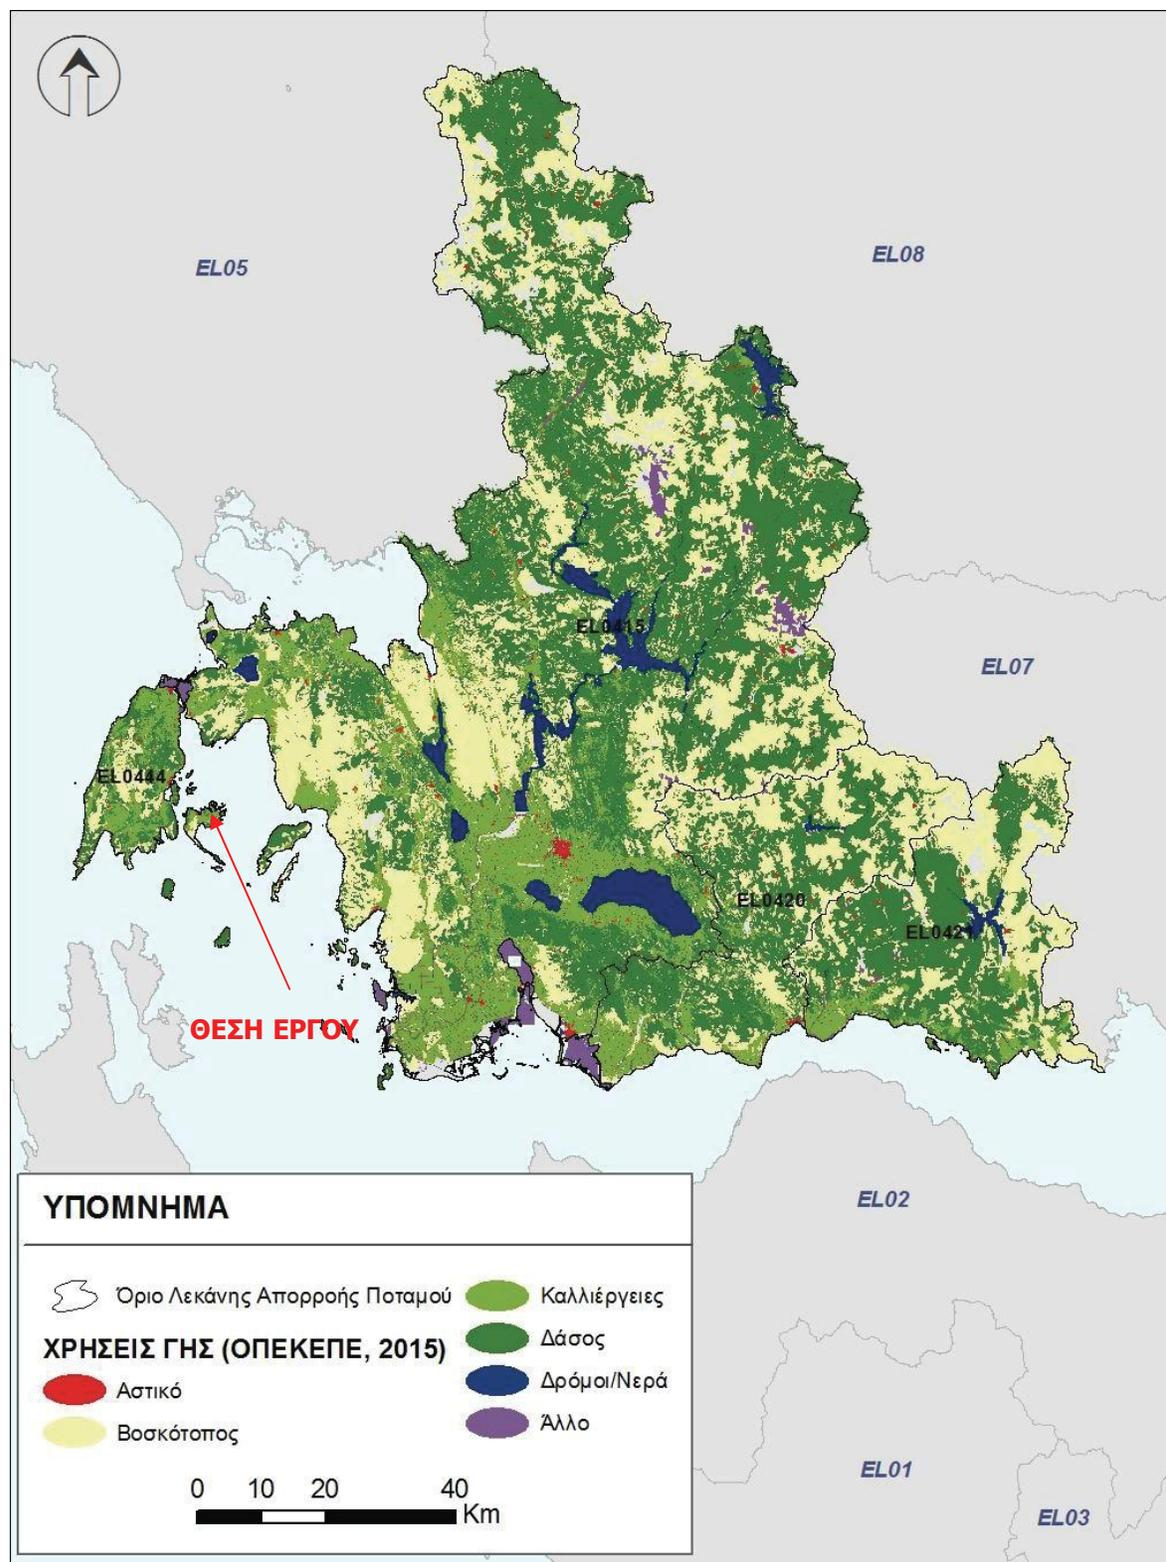 EL05
EL08
EL0415
EL07
EL0444
EL0420
EL0421
ΘΕΣΗ ΕΡΓΟΥ
EL02
ΥΠΟΜΝΗΜΑ
Όριο Λεκάνης Απορροής Ποταμού
ΧΡΗΣΕΙΣ ΓΗΣ (ΟΠΕΚΕΠΕ, 2015)
Αστικό
Βοσκότοπος
Καλλιέργειες
Δάσος
Δρόμοι/Νερά
Άλλο
0 10 20 40
Km
EL01
EL03